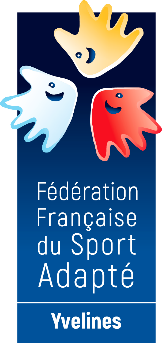 Fédération
Française
du Sport
Adapté
Yvelines